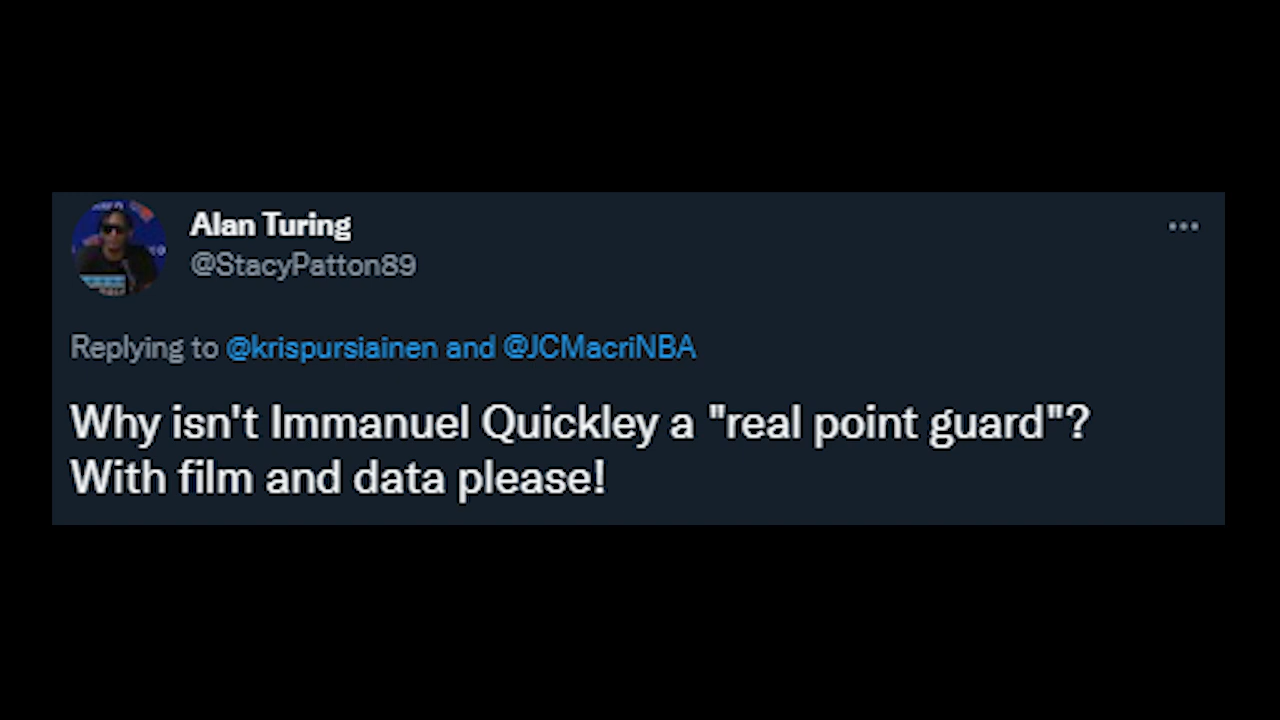 Alan Turing
@StacyPatton89
Replying to @krispursiainen and @JCMacriNBA
Why isn't Immanuel Quickley a "real point guard"?
With film and data please!